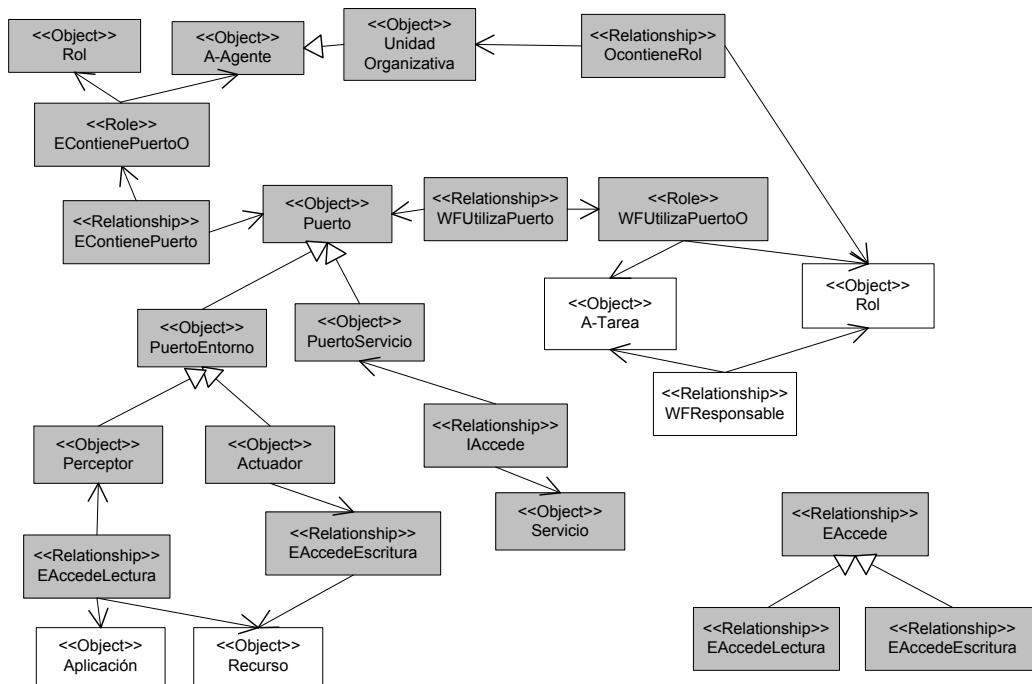 <<Object>>
Rol
<<Object>>
A-Agente
<<Object>>
Unidad
Organizativa
<<Relationship>>
OcontieneRol
<<Role>>
EContienePuertoO
<<Relationship>>
EContienePuerto
<<Object>>
Puerto
<<Relationship>>
WFUtilizaPuerto
<<Role>>
WFUtilizaPuertoO
<<Object>>
A-Tarea
<<Object>>
Rol
<<Object>>
PuertoEntorno
<<Object>>
PuertoServicio
<<Relationship>>
WFResponsable
<<Object>>
Perceptor
<<Object>>
Actuador
<<Relationship>>
IAccede
<<Object>>
Servicio
<<Relationship>>
EAccede
<<Relationship>>
EAccedeLectura
<<Relationship>>
EAccedeEscritura
<<Object>>
Aplicación
<<Object>>
Recurso
<<Relationship>>
EAccedeLectura
<<Relationship>>
EAccedeEscritura